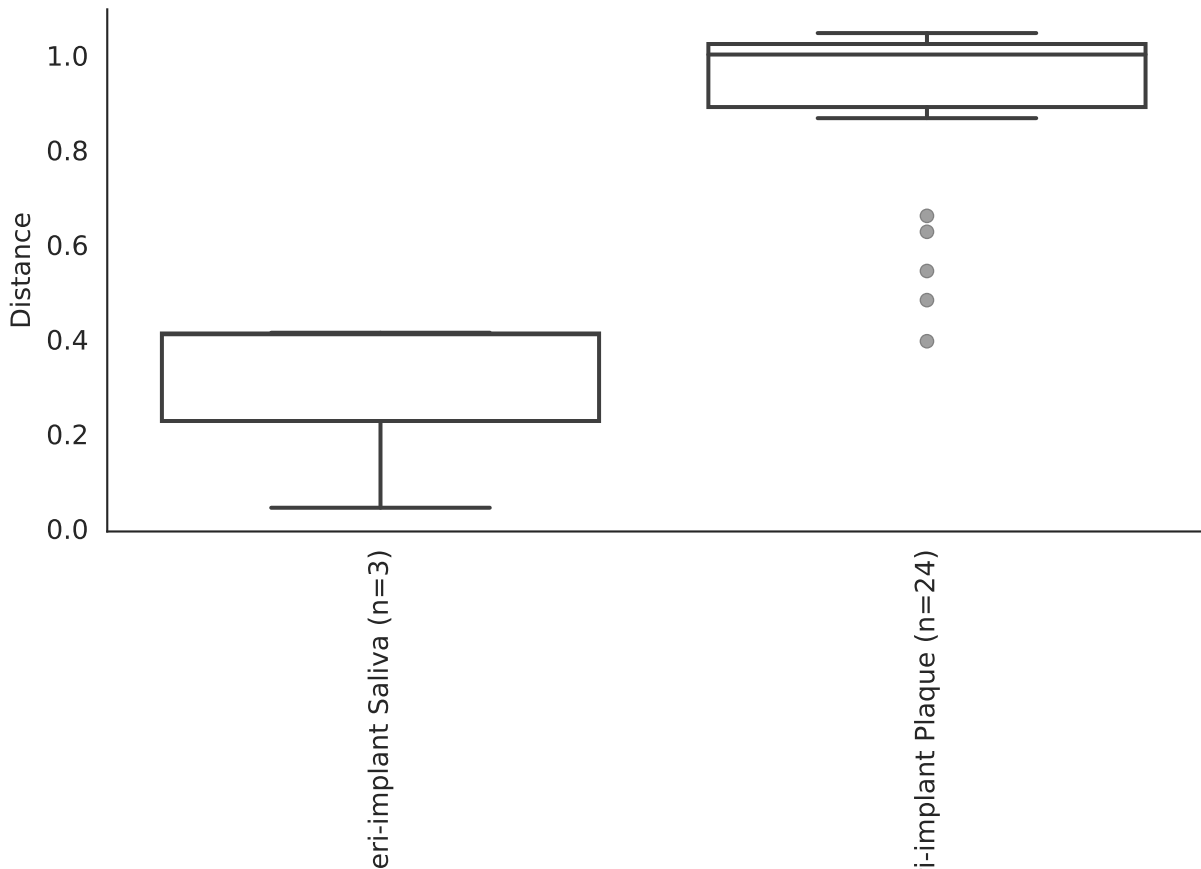 1.0
0.8
0.6
0.4
0.2
0.0
Distance
eri-implant Saliva (n=3)
i-implant Plaque (n=24)